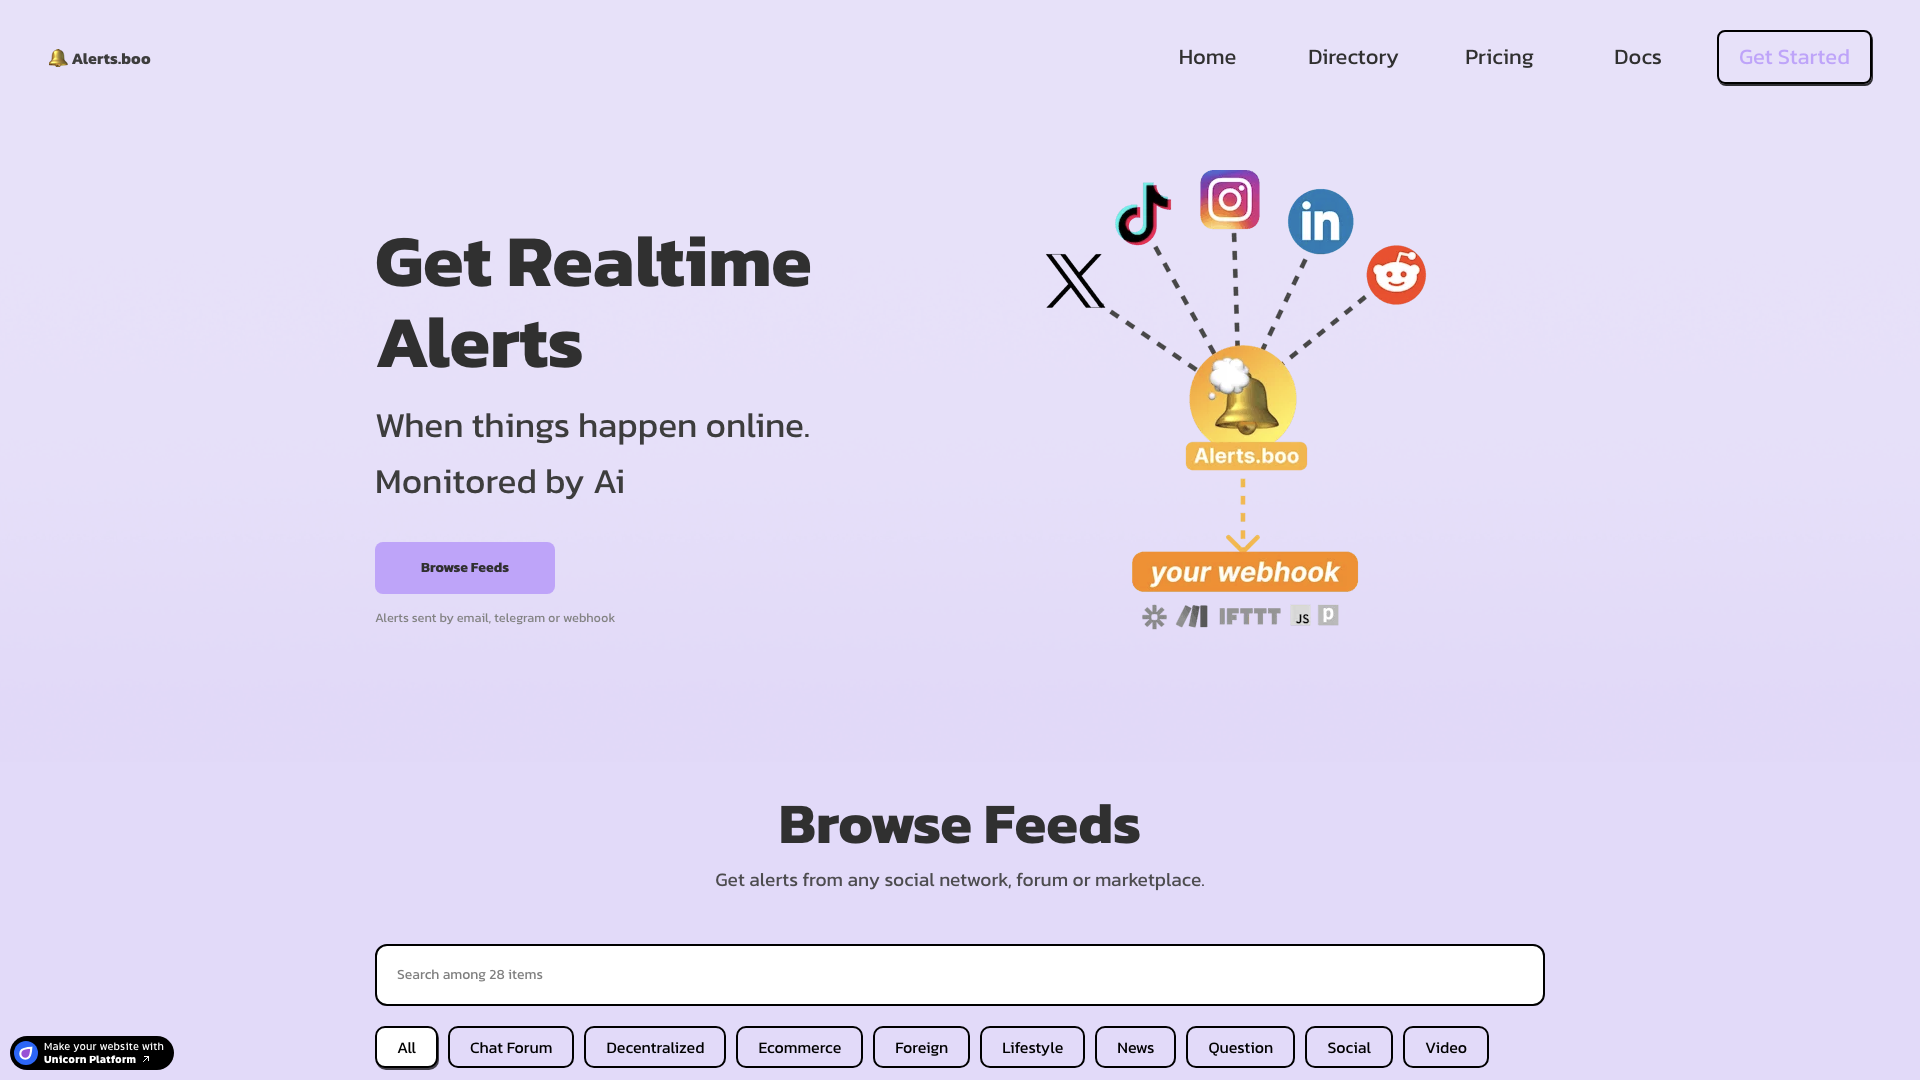 Alerts.boo
Home
Directory
Pricing
Docs
Get Started
Get Realtime
Alerts
When things happen online.
Monitored by Ai
Browse Feeds
Alerts sent by email, telegram or webhook
in
Alerts.boo
your webhook
IFTTT
JS
p
Browse Feeds
Get alerts from any social network, forum or marketplace.
Search among 28 items
All
Chat Forum
Decentralized
Ecommerce
Foreign
Lifestyle
News
Question
Social
Video
Make your website with
Unicorn Platform ↗